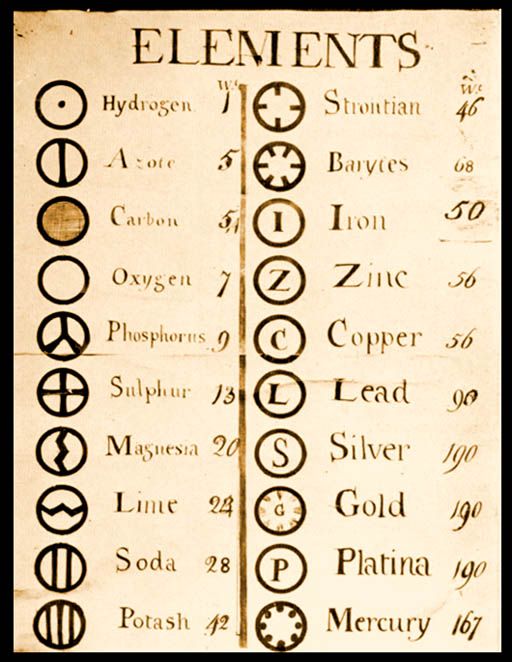 ELEMENTS
Wt
Hydrogen. 1
Azote 5
Carbon 5
Oxygen 7
Phosphorus 9
Sulphur 13
Magnesia 20
Lime 24
Soda 28
Potash 42
Wt
Strontian 46
Barytes 68
I Iron 50
Z Zinc 56
C Copper 56
L Lead 90
S Silver 190
G Gold 190
P Platina 190
Mercury 167